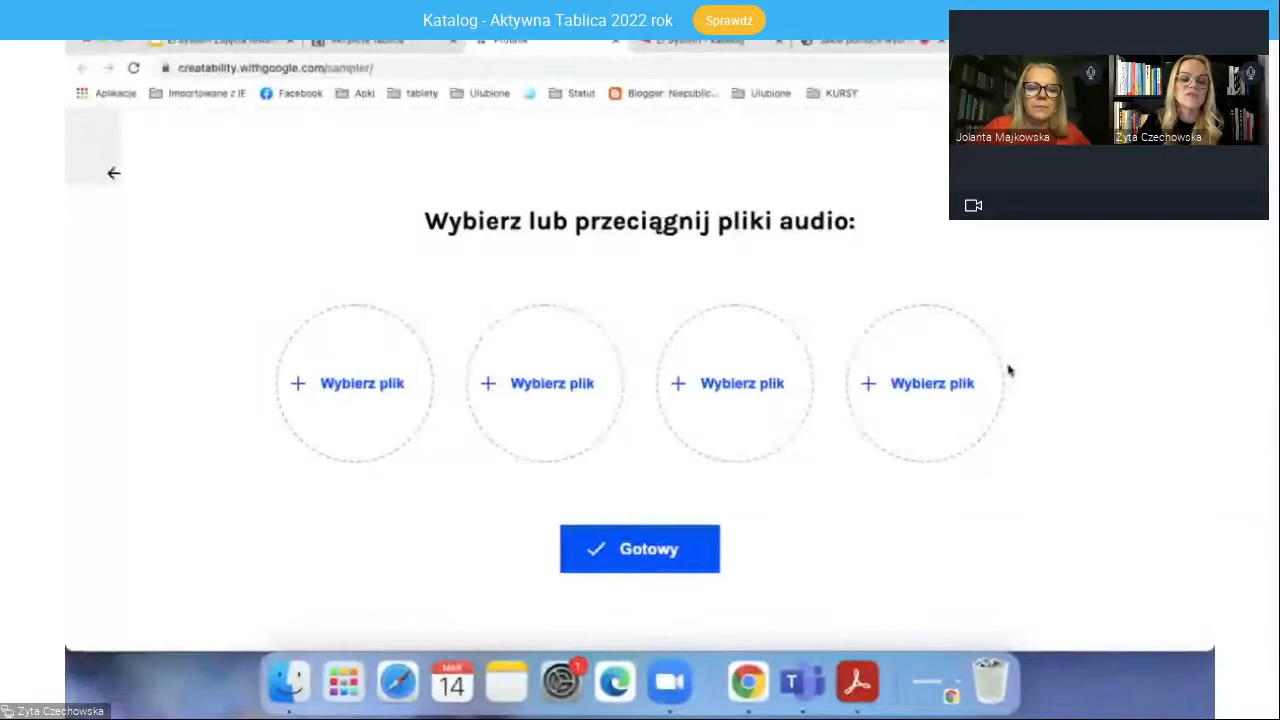 Katalog - Aktywna Tablica 2022 rok Sprawdź
creatability.withgoogle.com/sampler/
Aplikacje Importowane z IE Facebook Apki tablety Ulubione Statut Blogger: Niepublic... Ulubione KURSY
Jolanta Majkowska Zyta Czechowska
Wybierz lub przeciągnij pliki audio:
Wybierz plik Wybierz plik Wybierz plik Wybierz plik
Gotowy
MAR
14
1
Zyta Czechowska